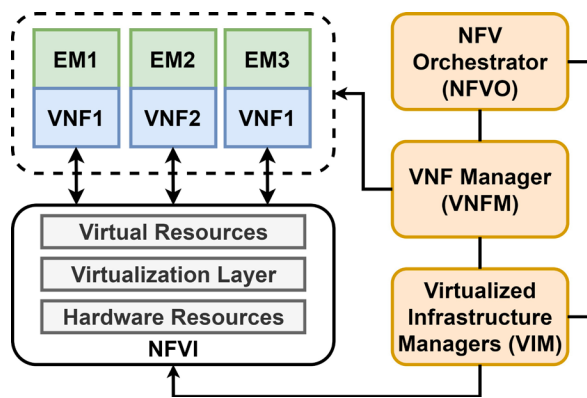 EM1
EM2
EM3
VNF1
VNF2
VNF1
Virtual Resources
Virtualization Layer
Hardware Resources
NFVI
NFV
Orchestrator
(NFVO)
VNF Manager
(VNFM)
Virtualized
Infrastructure
Managers (VIM)